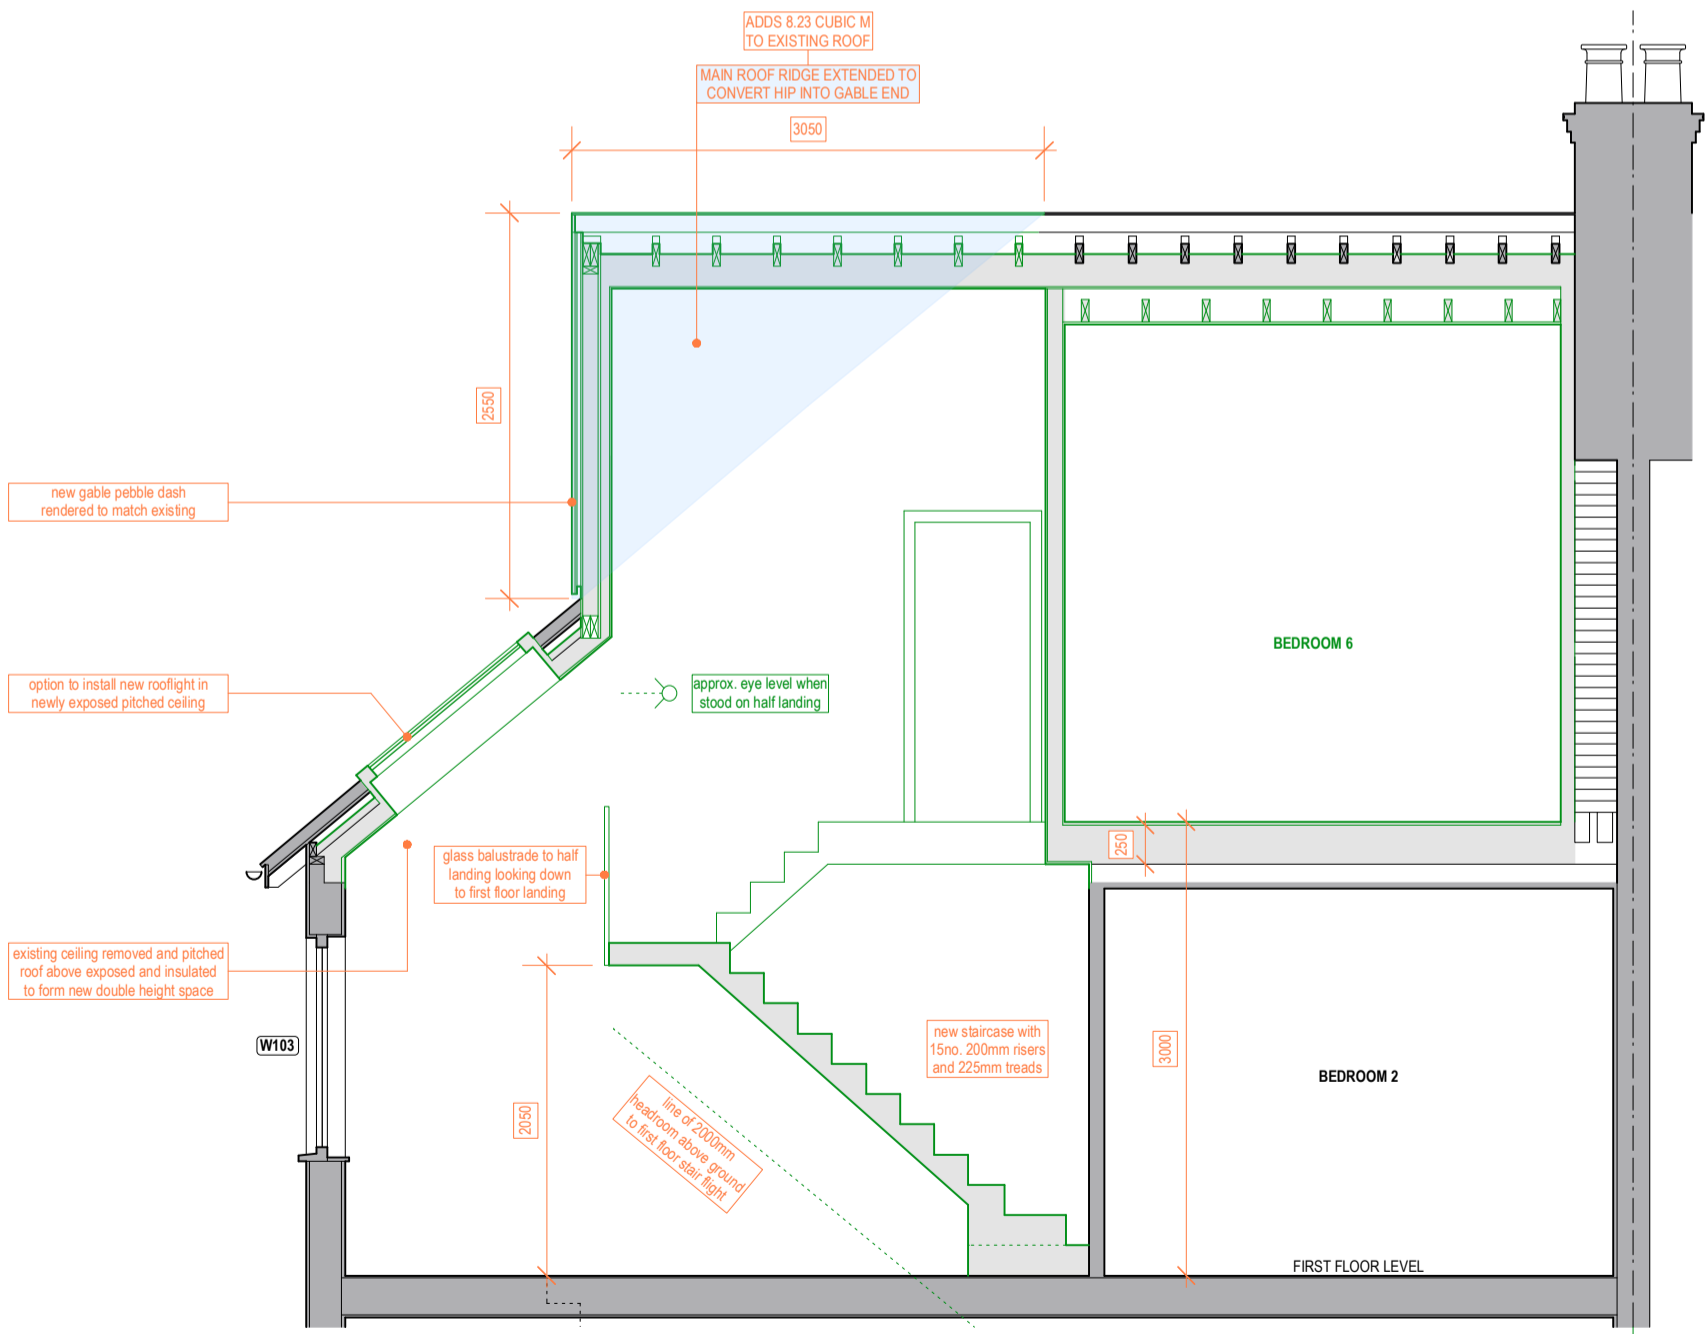 ADDS 8.23 CUBIC M
TO EXISTING ROOF
MAIN ROOF RIDGE EXTENDED TO
CONVERT HIP INTO GABLE END
3050
2550
new gable pebble dash
rendered to match existing
option to install new rooflight in
newly exposed pitched ceiling
approx. eye level when
stood on half landing
BEDROOM 6
250
glass balustrade to half
landing looking down
to first floor landing
existing ceiling removed and pitched
roof above exposed and insulated
to form new double height space
W103
new staircase with
15no. 200mm risers
and 225mm treads
3000
BEDROOM 2
2050
line of 2000mm
headroom above ground
to first floor stair flight
FIRST FLOOR LEVEL